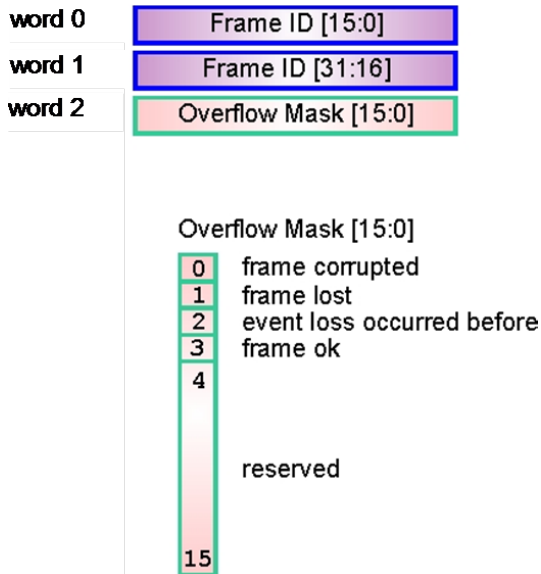 word 0 Frame ID [15:0]
word 1 Frame ID [31:16]
word 2 Overflow Mask [15:0]
Overflow Mask [15:0]
0 frame corrupted
1 frame lost
2 event loss occurred before
3 frame ok
4
reserved
15